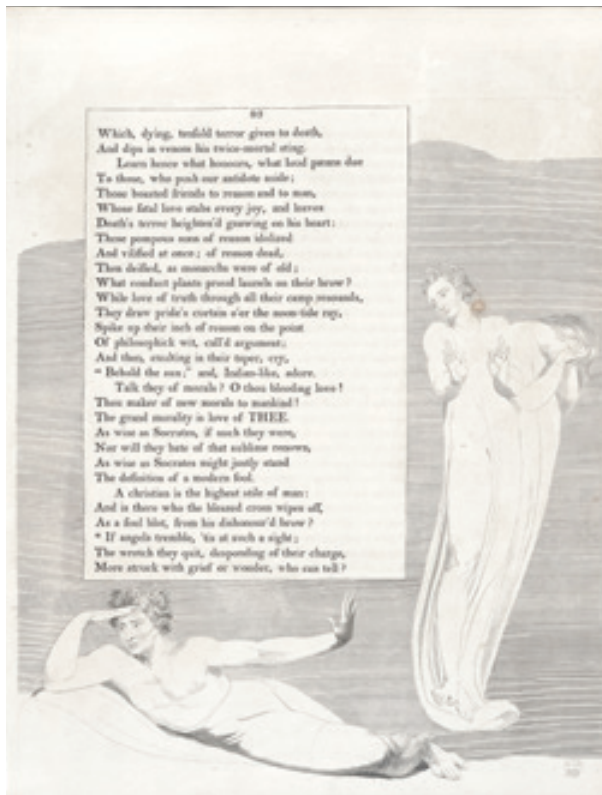 80
Which, dying, tenfold terror gives to death,
And dips in venom his twice-mortal sting.
Learn hence what honours, what loud pæans due
To those, who push our antidote aside;
Those boasted friends to reason and to man,
Whose fatal love stabs every joy, and leaves
Death's terror heighten'd gnawing on his heart:
These pompous sons of reason idolized
And vilified at once; of reason dead,
Then deified, as monarchs were of old;
What conduct plants proud laurels on their brow?
While love of truth through all their camp resounds,
They draw pride's curtain o'er the noon-tide ray,
Spike up their inch of reason on the point
Of philosophick wit, call'd argument;
And then, exulting in their taper, cry,
"Behold the sun;" and, Indian-like, adore.
Talk they of morals? O thou bleeding love!
Thou maker of new morals to mankind!
The grand morality is love of THEE.
As wise as Socrates, if such they were,
Nor will they bate of that sublime renown,
As wise as Socrates might justly stand
The definition of a modern fool.
A christian is the highest stile of man:
And is there who the blessed cross wipes off,
As a foul blot, from his dishonour'd brow?
* If angels tremble, 'tis at such a sight;
The wretch they quit, desponding of their charge,
More struck with grief or wonder, who can tell?